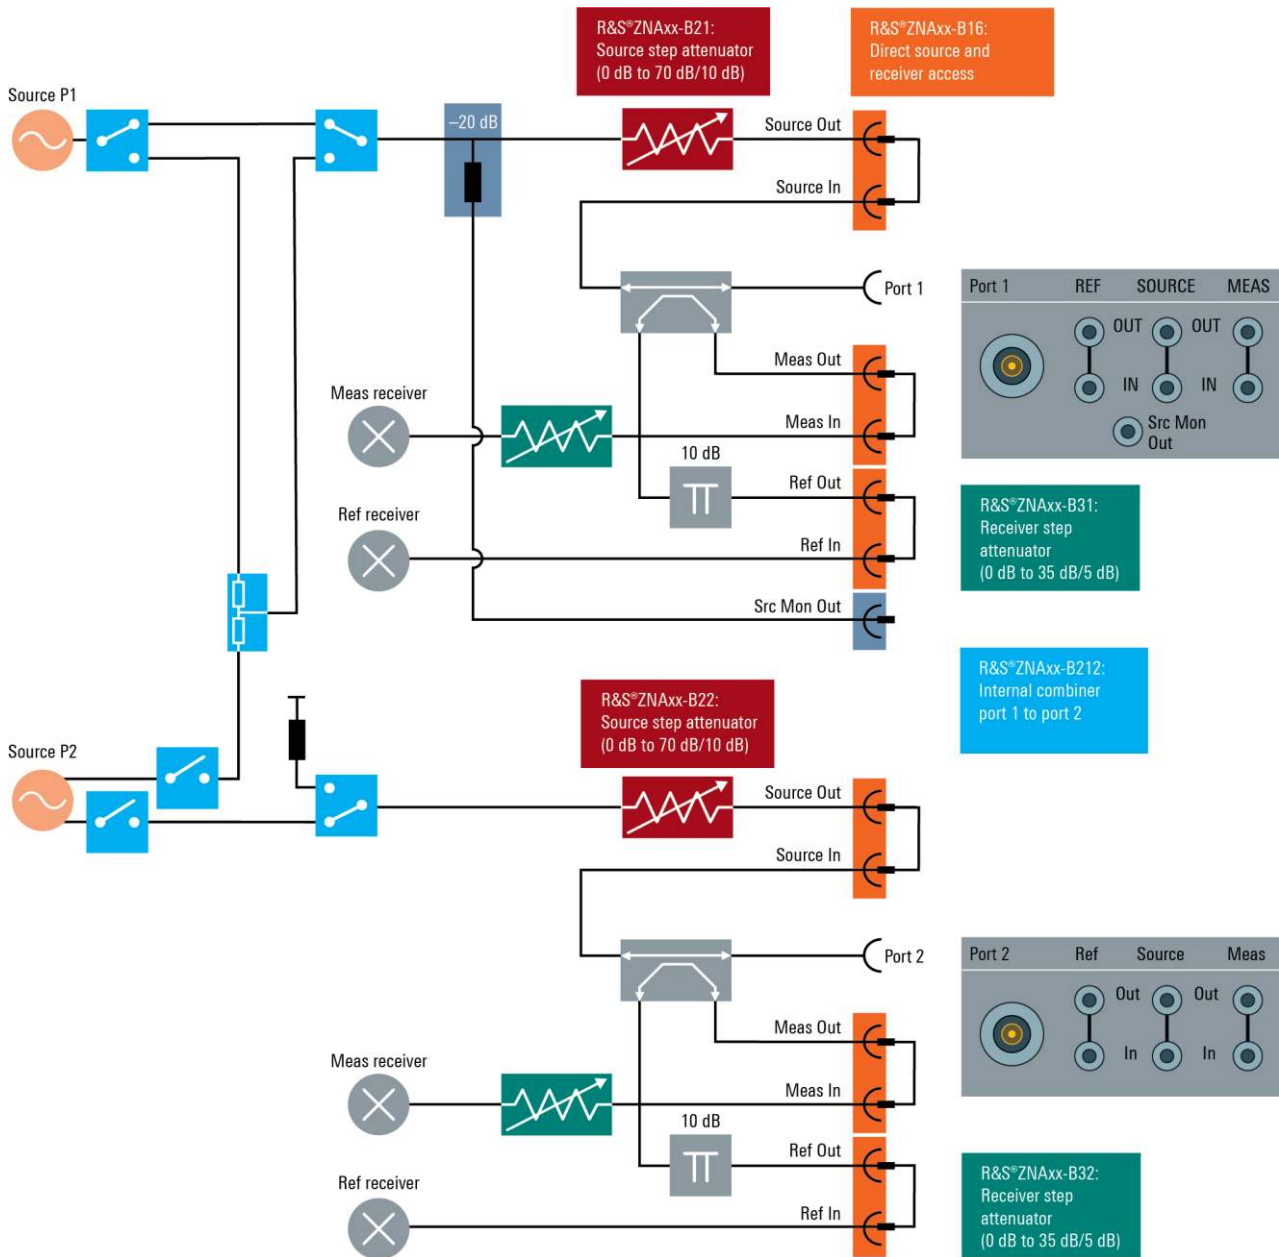 R&S®ZNAxx-B21:
Source step attenuator
(0 dB to 70 dB/10 dB)
R&S®ZNAxx-B16:
Direct source and
receiver access
Source P1
–20 dB
Source Out
Source In
Port 1
Port 1 REF SOURCE MEAS
OUT OUT
IN IN
Src Mon
Out
Meas Out
Meas receiver
Meas In
10 dB
Ref Out
Ref receiver
Ref In
R&S®ZNAxx-B31:
Receiver step
attenuator
(0 dB to 35 dB/5 dB)
Src Mon Out
R&S®ZNAxx-B212:
Internal combiner
port 1 to port 2
R&S®ZNAxx-B22:
Source step attenuator
(0 dB to 70 dB/10 dB)
Source P2
Source Out
Source In
Port 2
Port 2 Ref Source Meas
Out Out
In In
Meas Out
Meas receiver
Meas In
10 dB
Ref Out
Ref receiver
Ref In
R&S®ZNAxx-B32:
Receiver step
attenuator
(0 dB to 35 dB/5 dB)